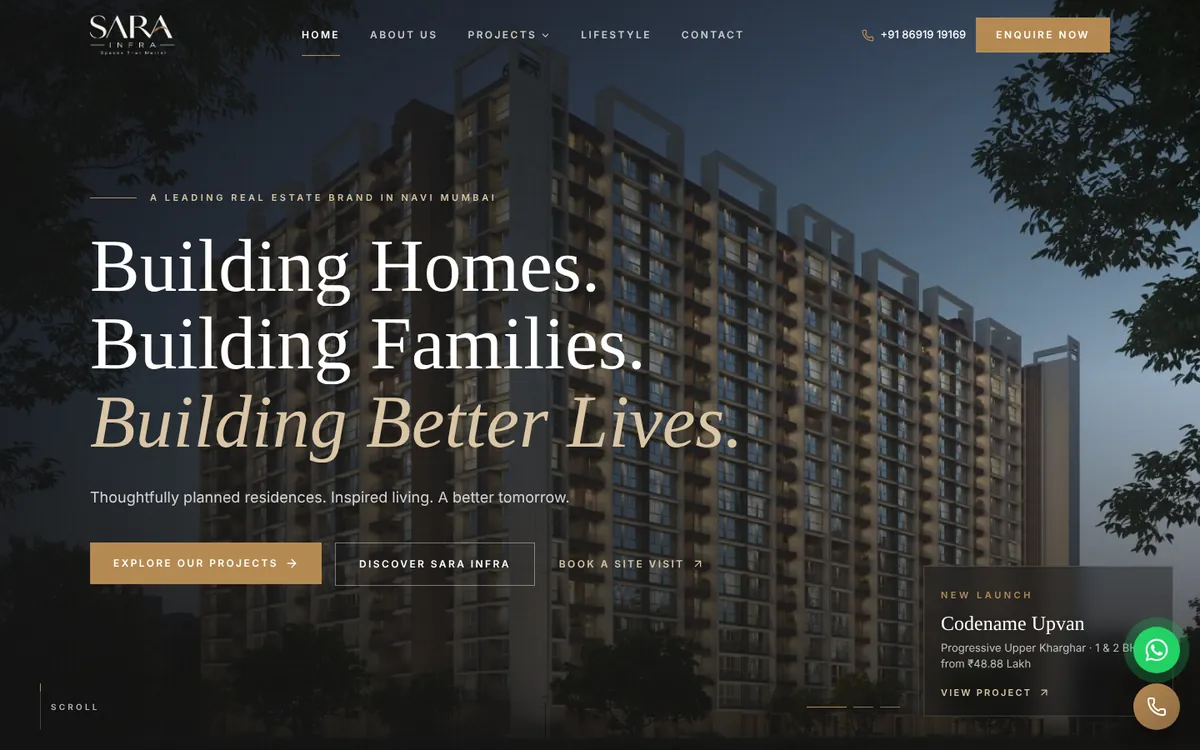 SARA
INFRA
Spaces That Matter
HOME
ABOUT US
PROJECTS
LIFESTYLE
CONTACT
+91 86919 19169
ENQUIRE NOW
A LEADING REAL ESTATE BRAND IN NAVI MUMBAI
Building Homes.
Building Families.
Building Better Lives.
Thoughtfully planned residences. Inspired living. A better tomorrow.
EXPLORE OUR PROJECTS
DISCOVER SARA INFRA
BOOK A SITE VISIT
NEW LAUNCH
Codename Upvan
Progressive Upper Kharghar · 1 & 2
from ₹48.88 Lakh
VIEW PROJECT
SCROLL